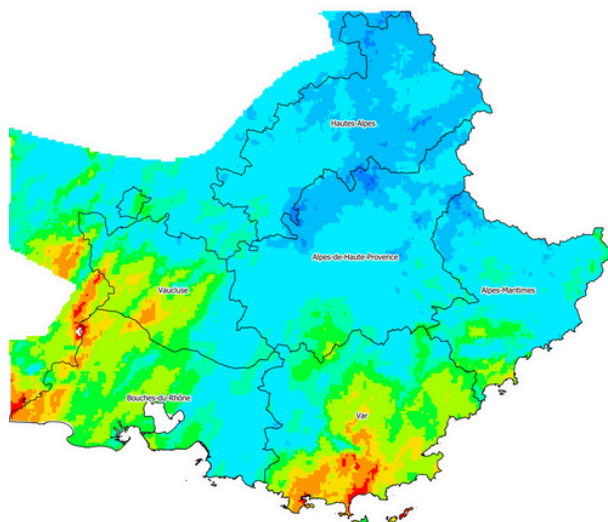 Hautes-Alpes
Alpes-de-Haute-Provence
Vaucluse
Alpes-Maritimes
Bouches-du-Rhône
Var